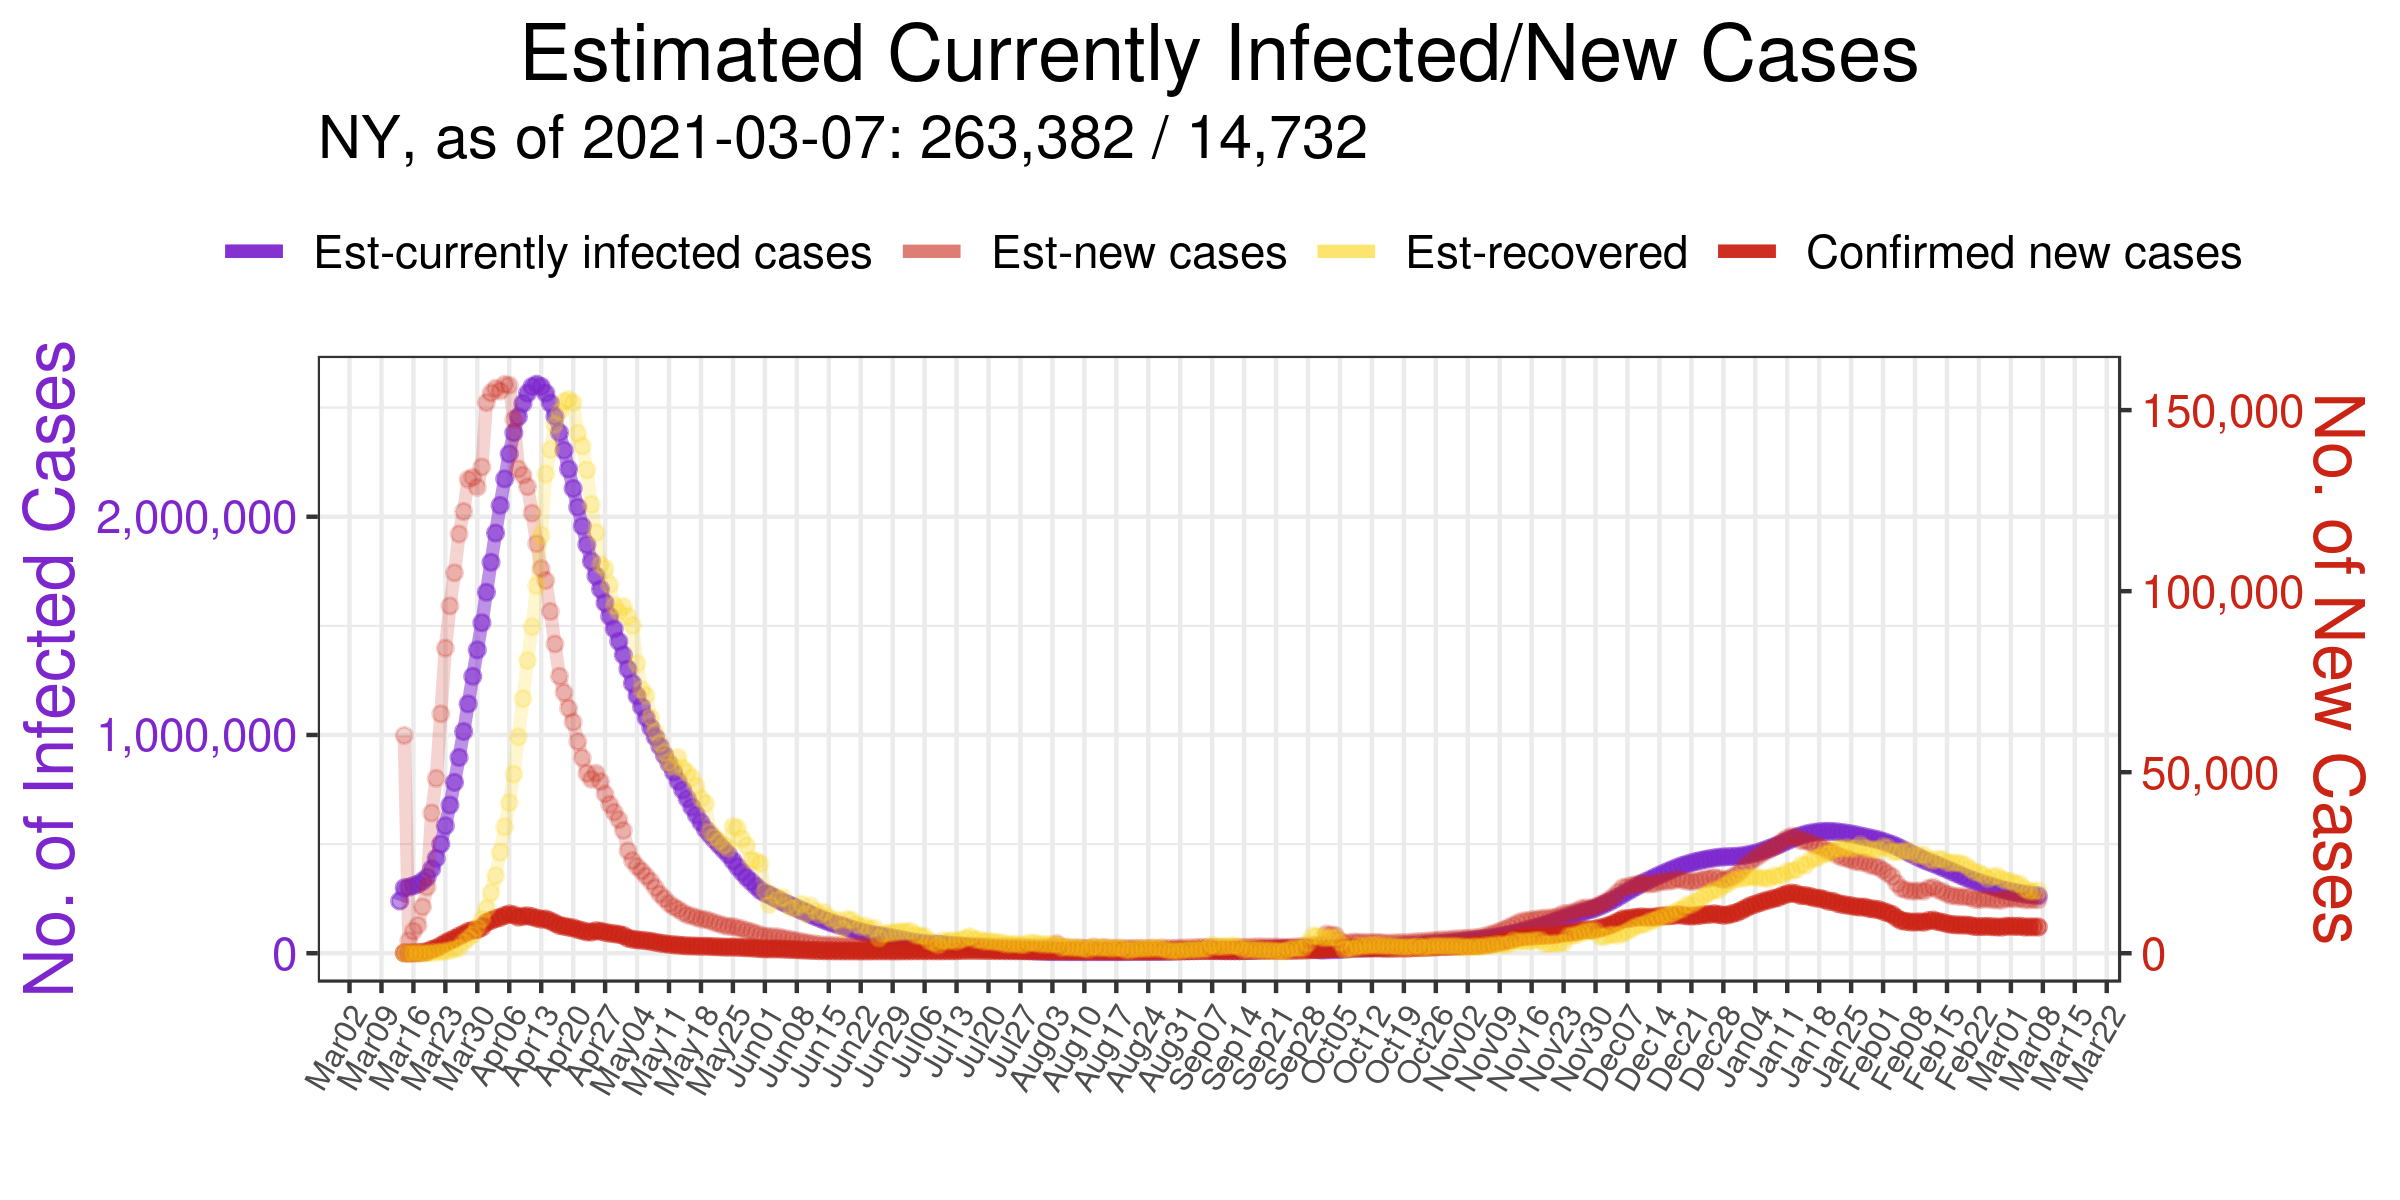 Estimated Currently Infected/New Cases
NY, as of 2021-03-07: 263,382 / 14,732
Est-currently infected cases Est-new cases Est-recovered Confirmed new cases
No. of Infected Cases
2,000,000
1,000,000
0
150,000
100,000
50,000
0
No. of New Cases
Mar02 Mar09 Mar16 Mar23 Mar30 Apr06 Apr13 Apr20 Apr27 May04 May11 May18 May25 Jun01 Jun08 Jun15 Jun22 Jun29 Jul06 Jul13 Jul20 Jul27 Aug03 Aug10 Aug17 Aug24 Aug31 Sep07 Sep14 Sep21 Sep28 Oct05 Oct12 Oct19 Oct26 Nov02 Nov09 Nov16 Nov23 Nov30 Dec07 Dec14 Dec21 Dec28 Jan04 Jan11 Jan18 Jan25 Feb01 Feb08 Feb15 Feb22 Mar01 Mar08 Mar15 Mar22